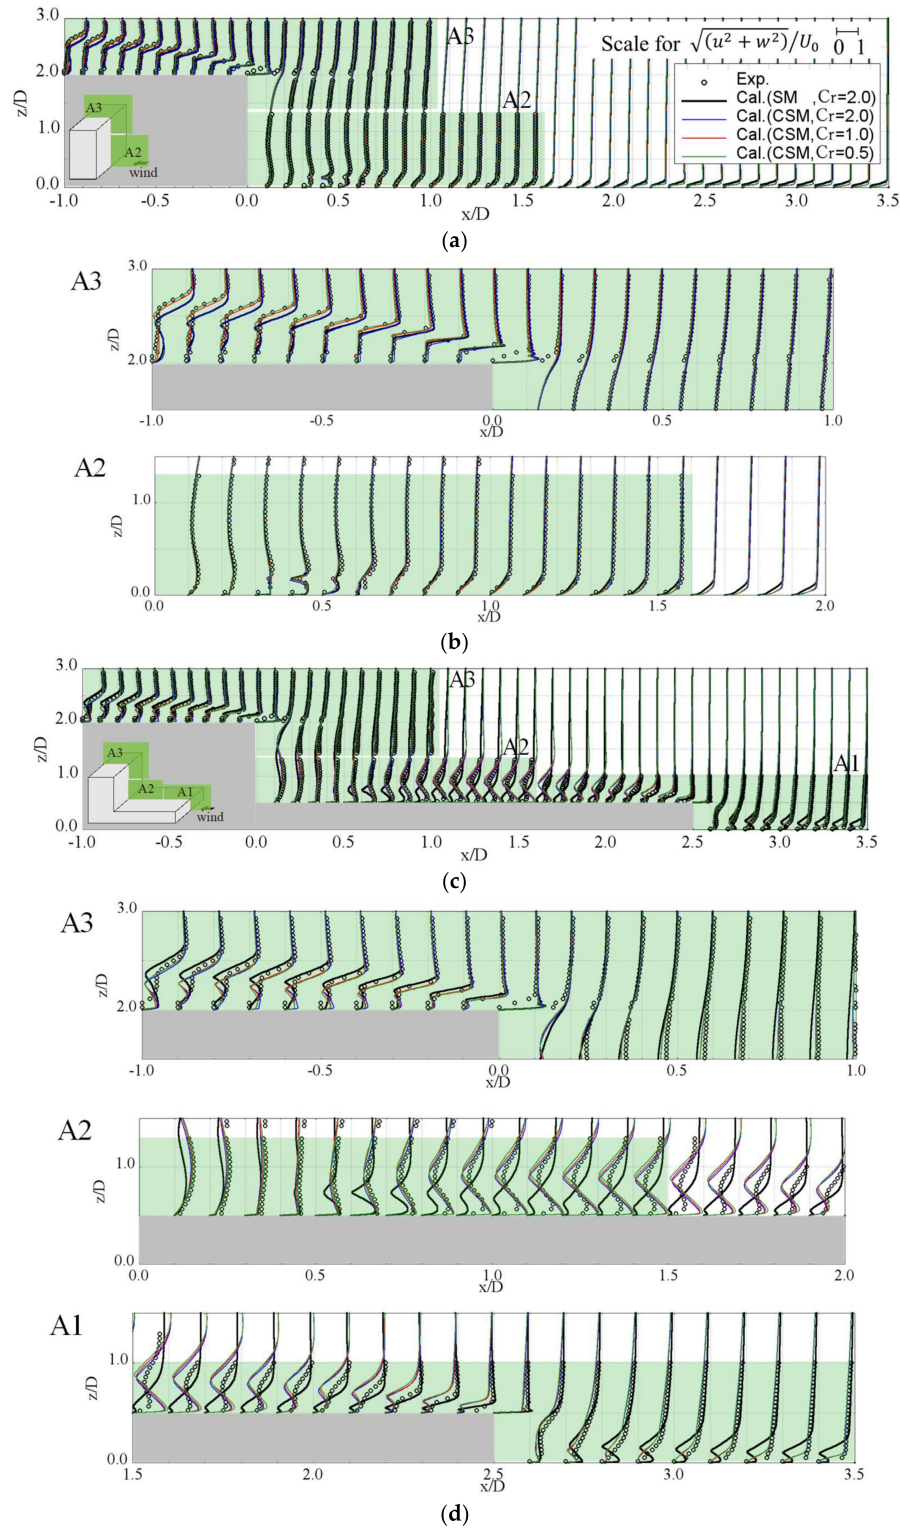 3.0
2.0
1.0
0.0
z/D
A3
A2
Scale for √(u² + w²)/U₀ 0 1
Exp.
Cal.(SM , Cr=2.0)
Cal.(CSM, Cr=2.0)
Cal.(CSM, Cr=1.0)
Cal.(CSM, Cr=0.5)
A3
A2
wind
-1.0 -0.5 0.0 0.5 1.0 1.5 2.0 2.5 3.0 3.5
x/D
(a)
A3
3.0
2.0
z/D
-1.0 -0.5 0.0 0.5 1.0
x/D
A2
1.0
0.0
z/D
0.0 0.5 1.0 1.5 2.0
x/D
(b)
3.0
2.0
1.0
0.0
z/D
A3
A2
A1
A3
A2
A1
wind
-1.0 -0.5 0.0 0.5 1.0 1.5 2.0 2.5 3.0 3.5
x/D
(c)
A3
3.0
2.0
z/D
-1.0 -0.5 0.0 0.5 1.0
x/D
A2
1.0
0.0
z/D
0.0 0.5 1.0 1.5 2.0
x/D
A1
1.0
0.0
z/D
1.5 2.0 2.5 3.0 3.5
x/D
(d)